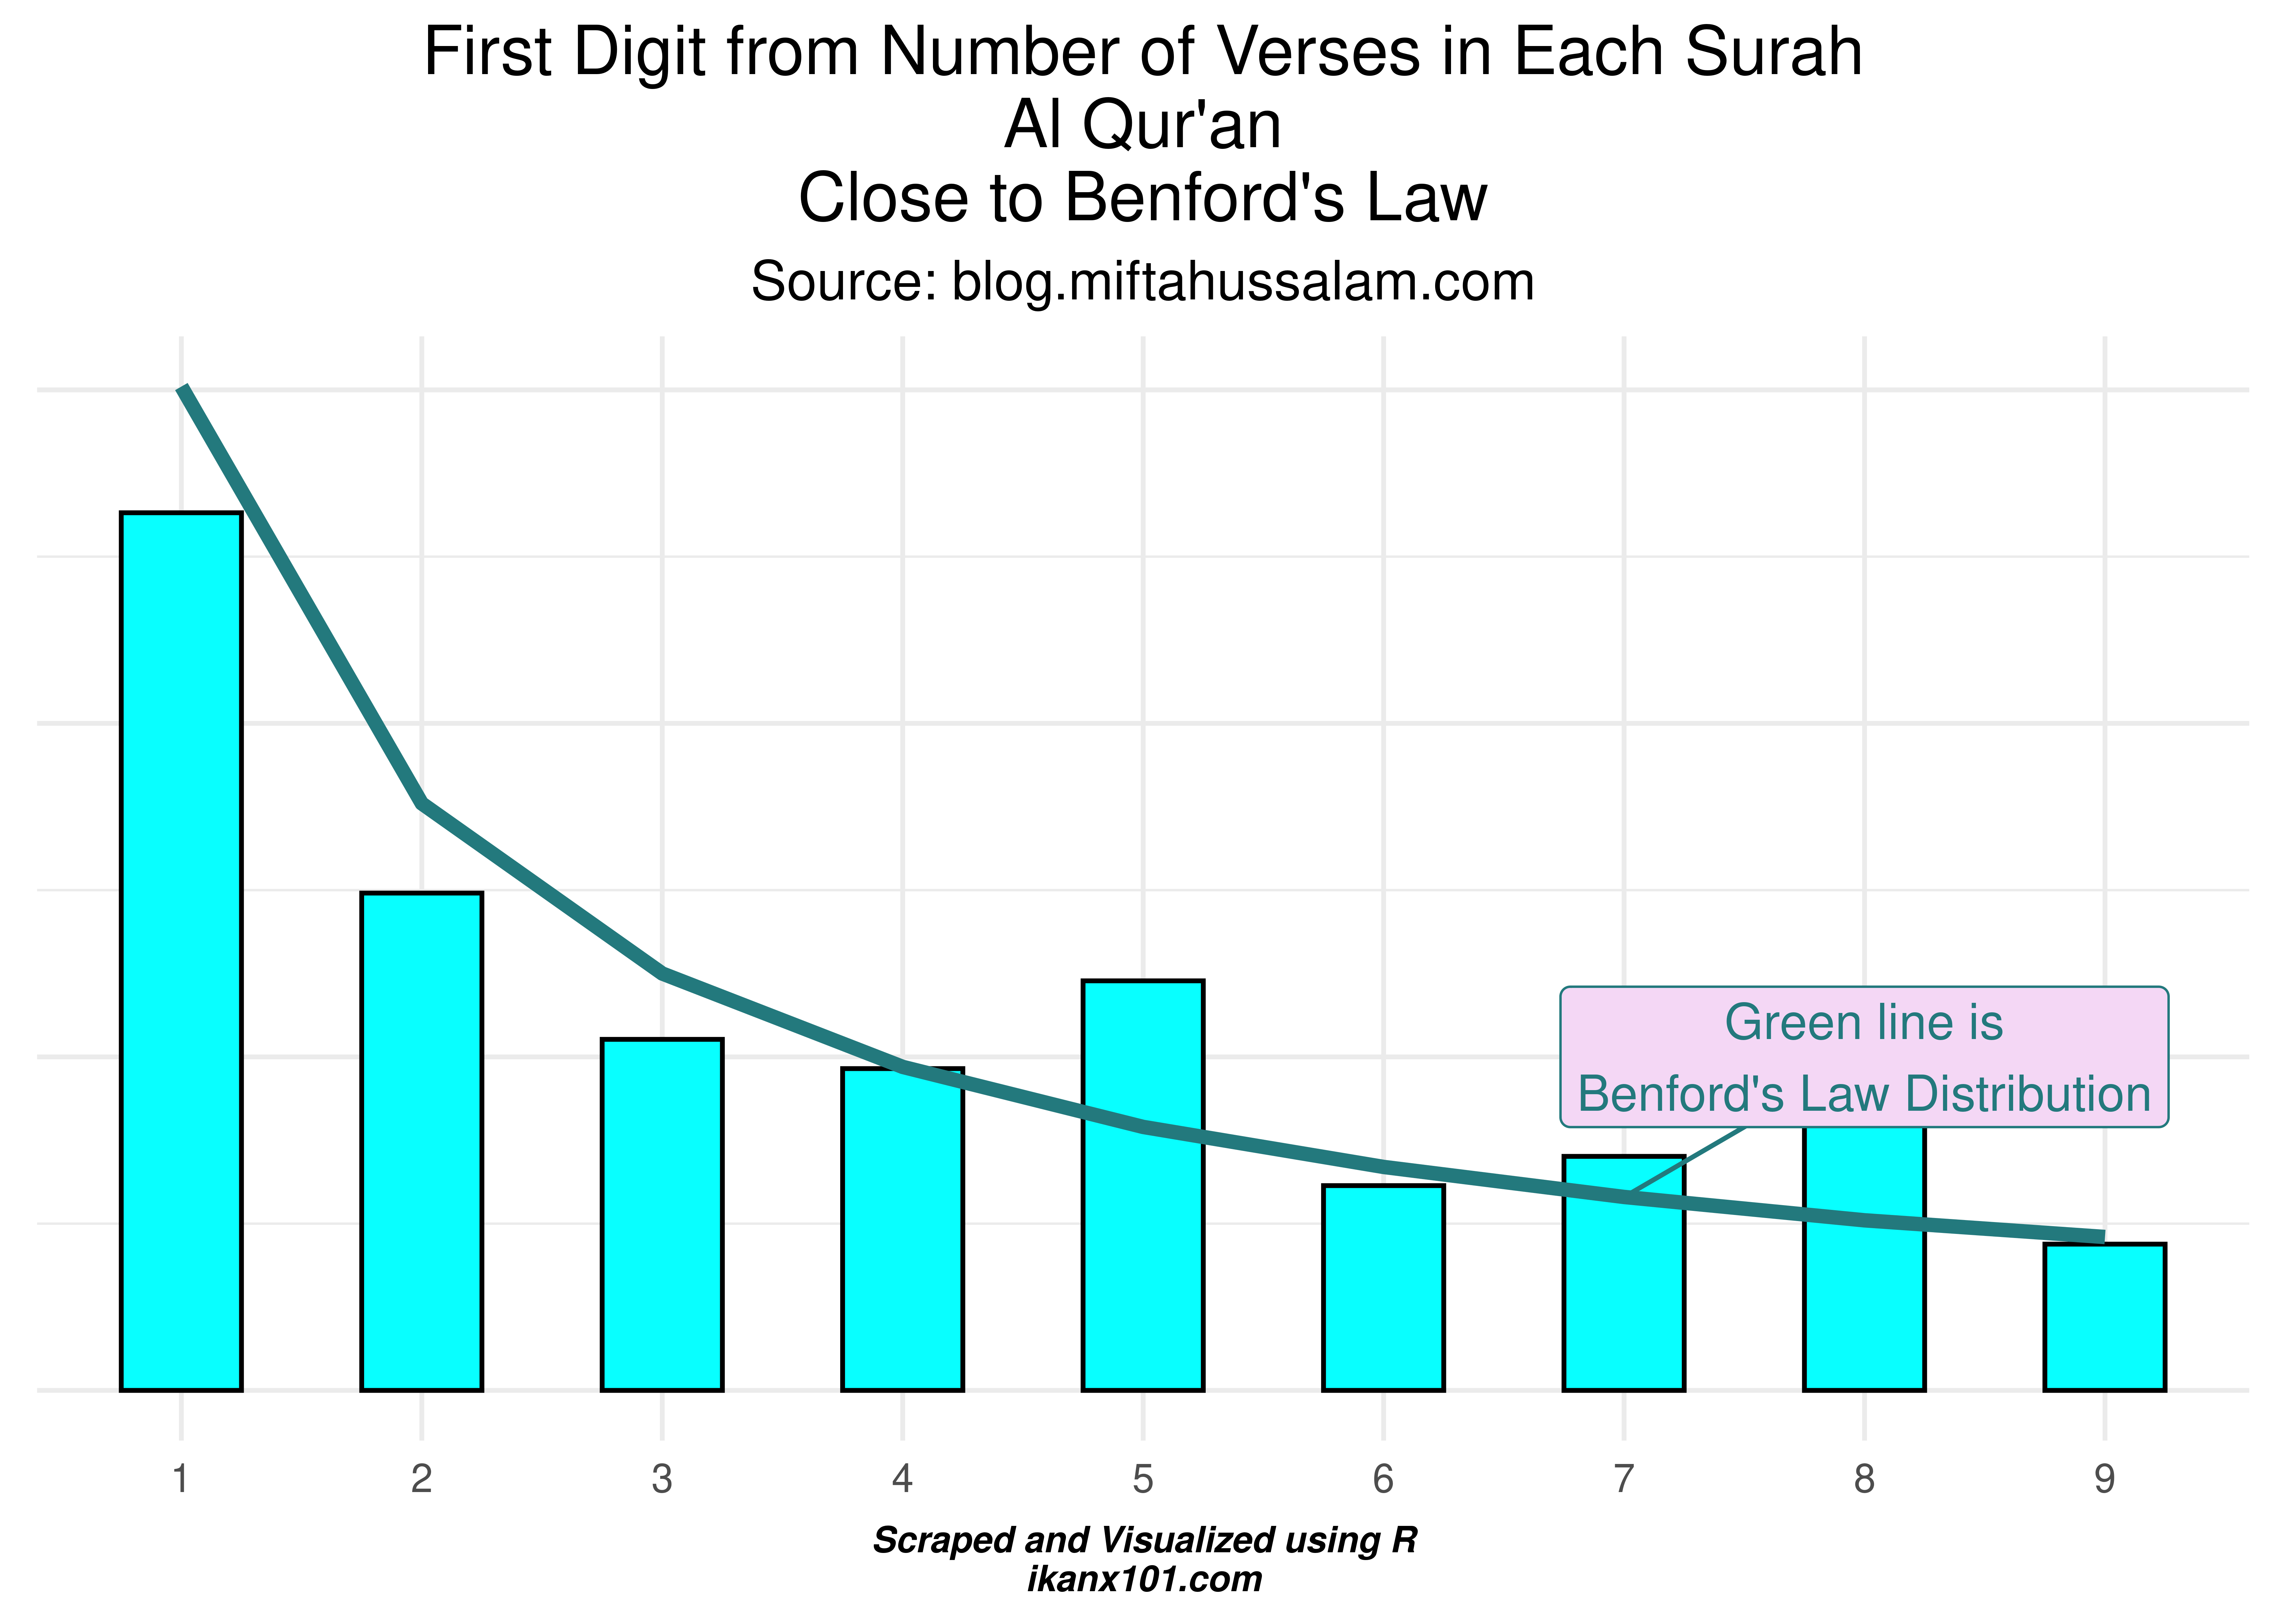 First Digit from Number of Verses in Each Surah
Al Qur'an
Close to Benford's Law
Source: blog.miftahussalam.com
Green line is
Benford's Law Distribution
1 2 3 4 5 6 7 8 9
Scraped and Visualized using R
ikanx101.com